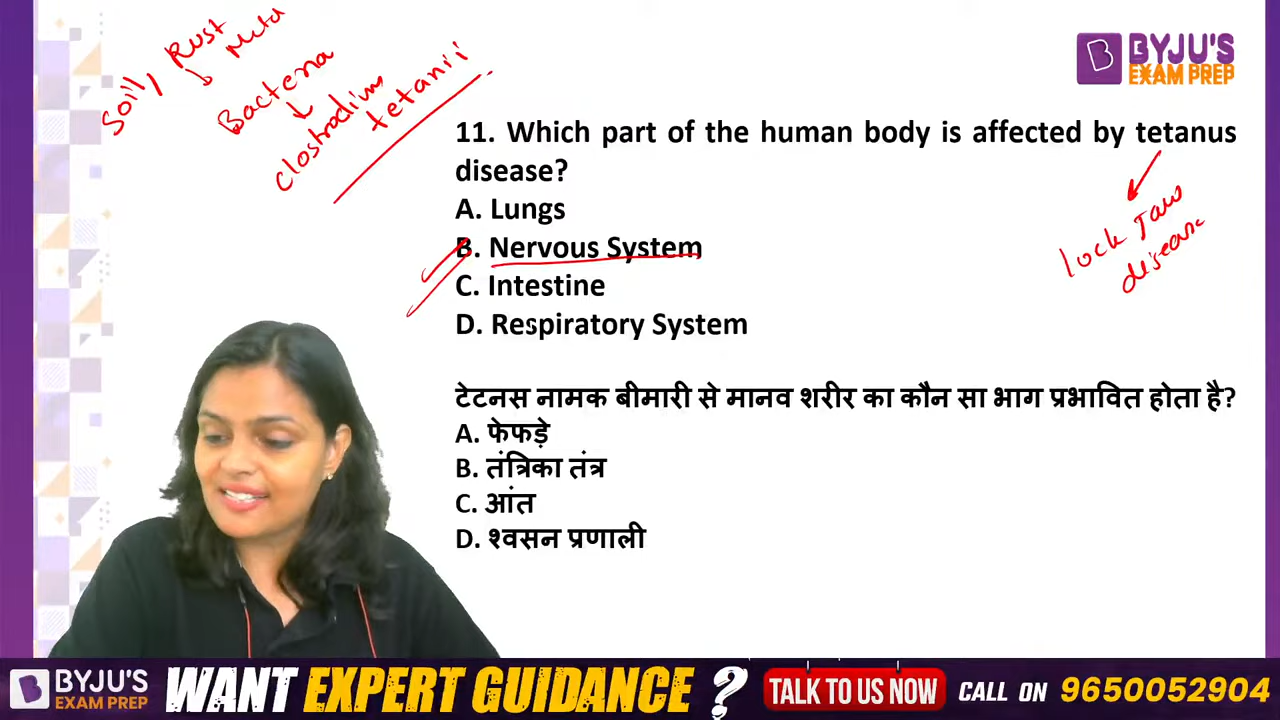 Soil, Rust
Metal
Bacteria
clostradium
tetanii
BYJU'S
EXAM PREP
11. Which part of the human body is affected by tetanus
disease?
A. Lungs
B. Nervous System
C. Intestine
D. Respiratory System
lock Jaw
disease
टेटनस नामक बीमारी से मानव शरीर का कौन सा भाग प्रभावित होता है?
A. फेफड़े
B. तंत्रिका तंत्र
C. आंत
D. श्वसन प्रणाली
BYJU'S
EXAM PREP
WANT EXPERT GUIDANCE ?
TALK TO US NOW
CALL ON 9650052904